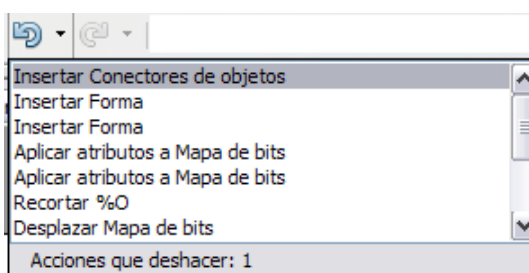 Insertar Conectores de objetos
Insertar Forma
Insertar Forma
Aplicar atributos a Mapa de bits
Aplicar atributos a Mapa de bits
Recortar %O
Desplazar Mapa de bits
Acciones que deshacer: 1